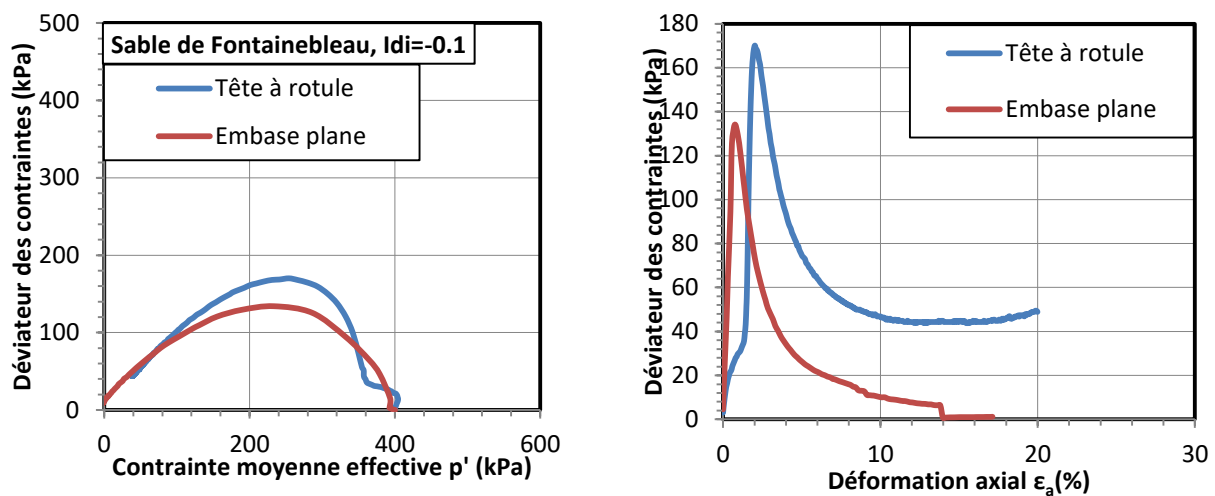 Déviateur des contraintes (kPa)
500
400
300
200
100
0
Sable de Fontainebleau, Idi=-0.1
Tête à rotule
Embase plane
0
200
400
600
Contrainte moyenne effective p' (kPa)
Déviateur des contraintes (kPa)
180
160
140
120
100
80
60
40
20
0
Tête à rotule
Embase plane
0
10
20
30
Déformation axial εa(%)